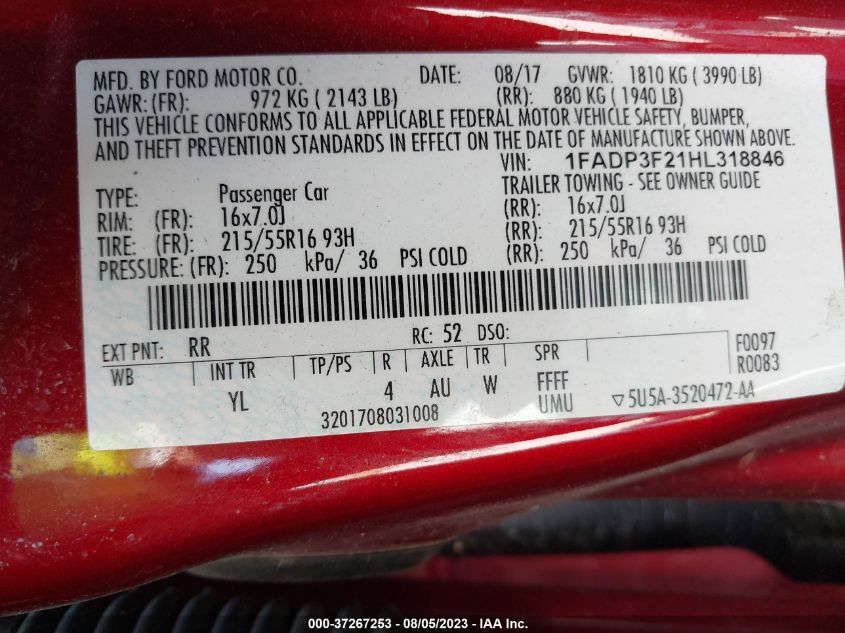 MFD. BY FORD MOTOR CO. DATE: 08/17 GVWR: 1810 KG ( 3990 LB)
GAWR:(FR): 972 KG ( 2143 LB) (RR): 880 KG ( 1940 LB)
THIS VEHICLE CONFORMS TO ALL APPLICABLE FEDERAL MOTOR VEHICLE SAFETY, BUMPER,
AND THEFT PREVENTION STANDARDS IN EFFECT ON THE DATE OF MANUFACTURE SHOWN ABOVE.
VIN: 1FADP3F21HL318846
TYPE: Passenger Car TRAILER TOWING - SEE OWNER GUIDE
RIM: (FR): 16x7.0J (RR): 16x7.0J
TIRE: (FR): 215/55R16 93H (RR): 215/55R16 93H
PRESSURE: (FR): 250 kPa/ 36 PSI COLD (RR): 250 kPa/ 36 PSI COLD
EXT PNT: RR RC: 52 DSO: F0097
WB INT TR TP/PS R AXLE TR SPR R0083
YL 4 AU W FFFF
3201708031008 UMU ▽5U5A-3520472-AA
000-37267253 - 08/05/2023 - IAA Inc.